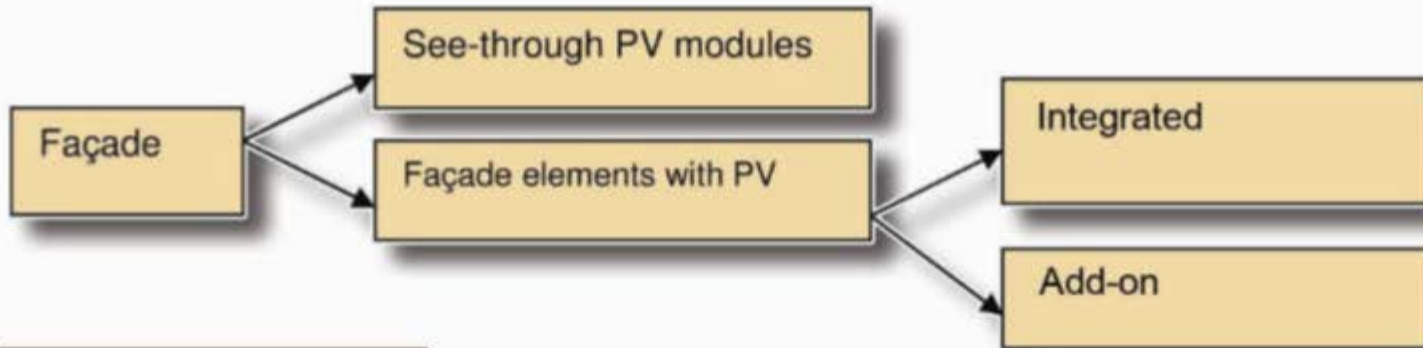 See-through PV modules
Façade
Façade elements with PV
Integrated
Add-on